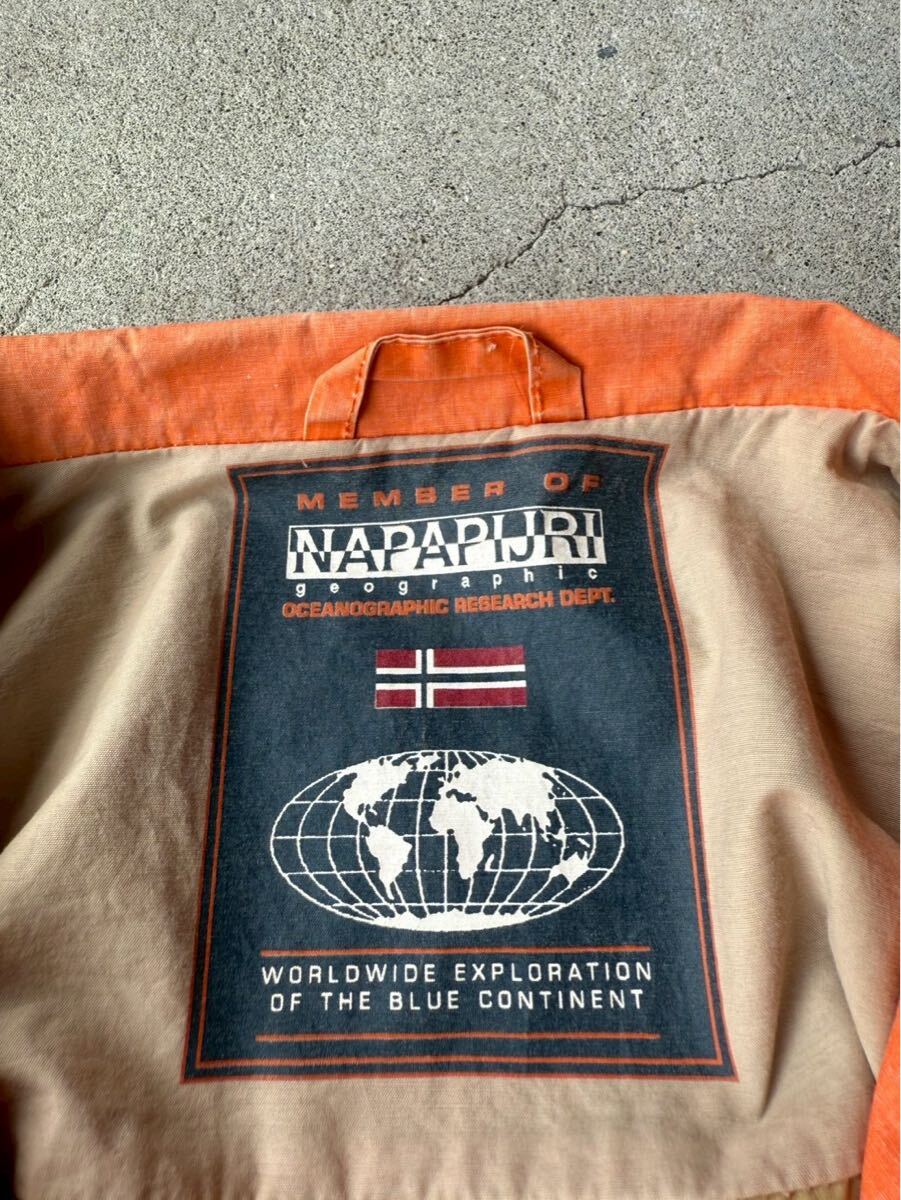 MEMBER OF
NAPAPIJRI
geographic
OCEANOGRAPHIC RESEARCH DEPT.
WORLDWIDE EXPLORATION
OF THE BLUE CONTINENT